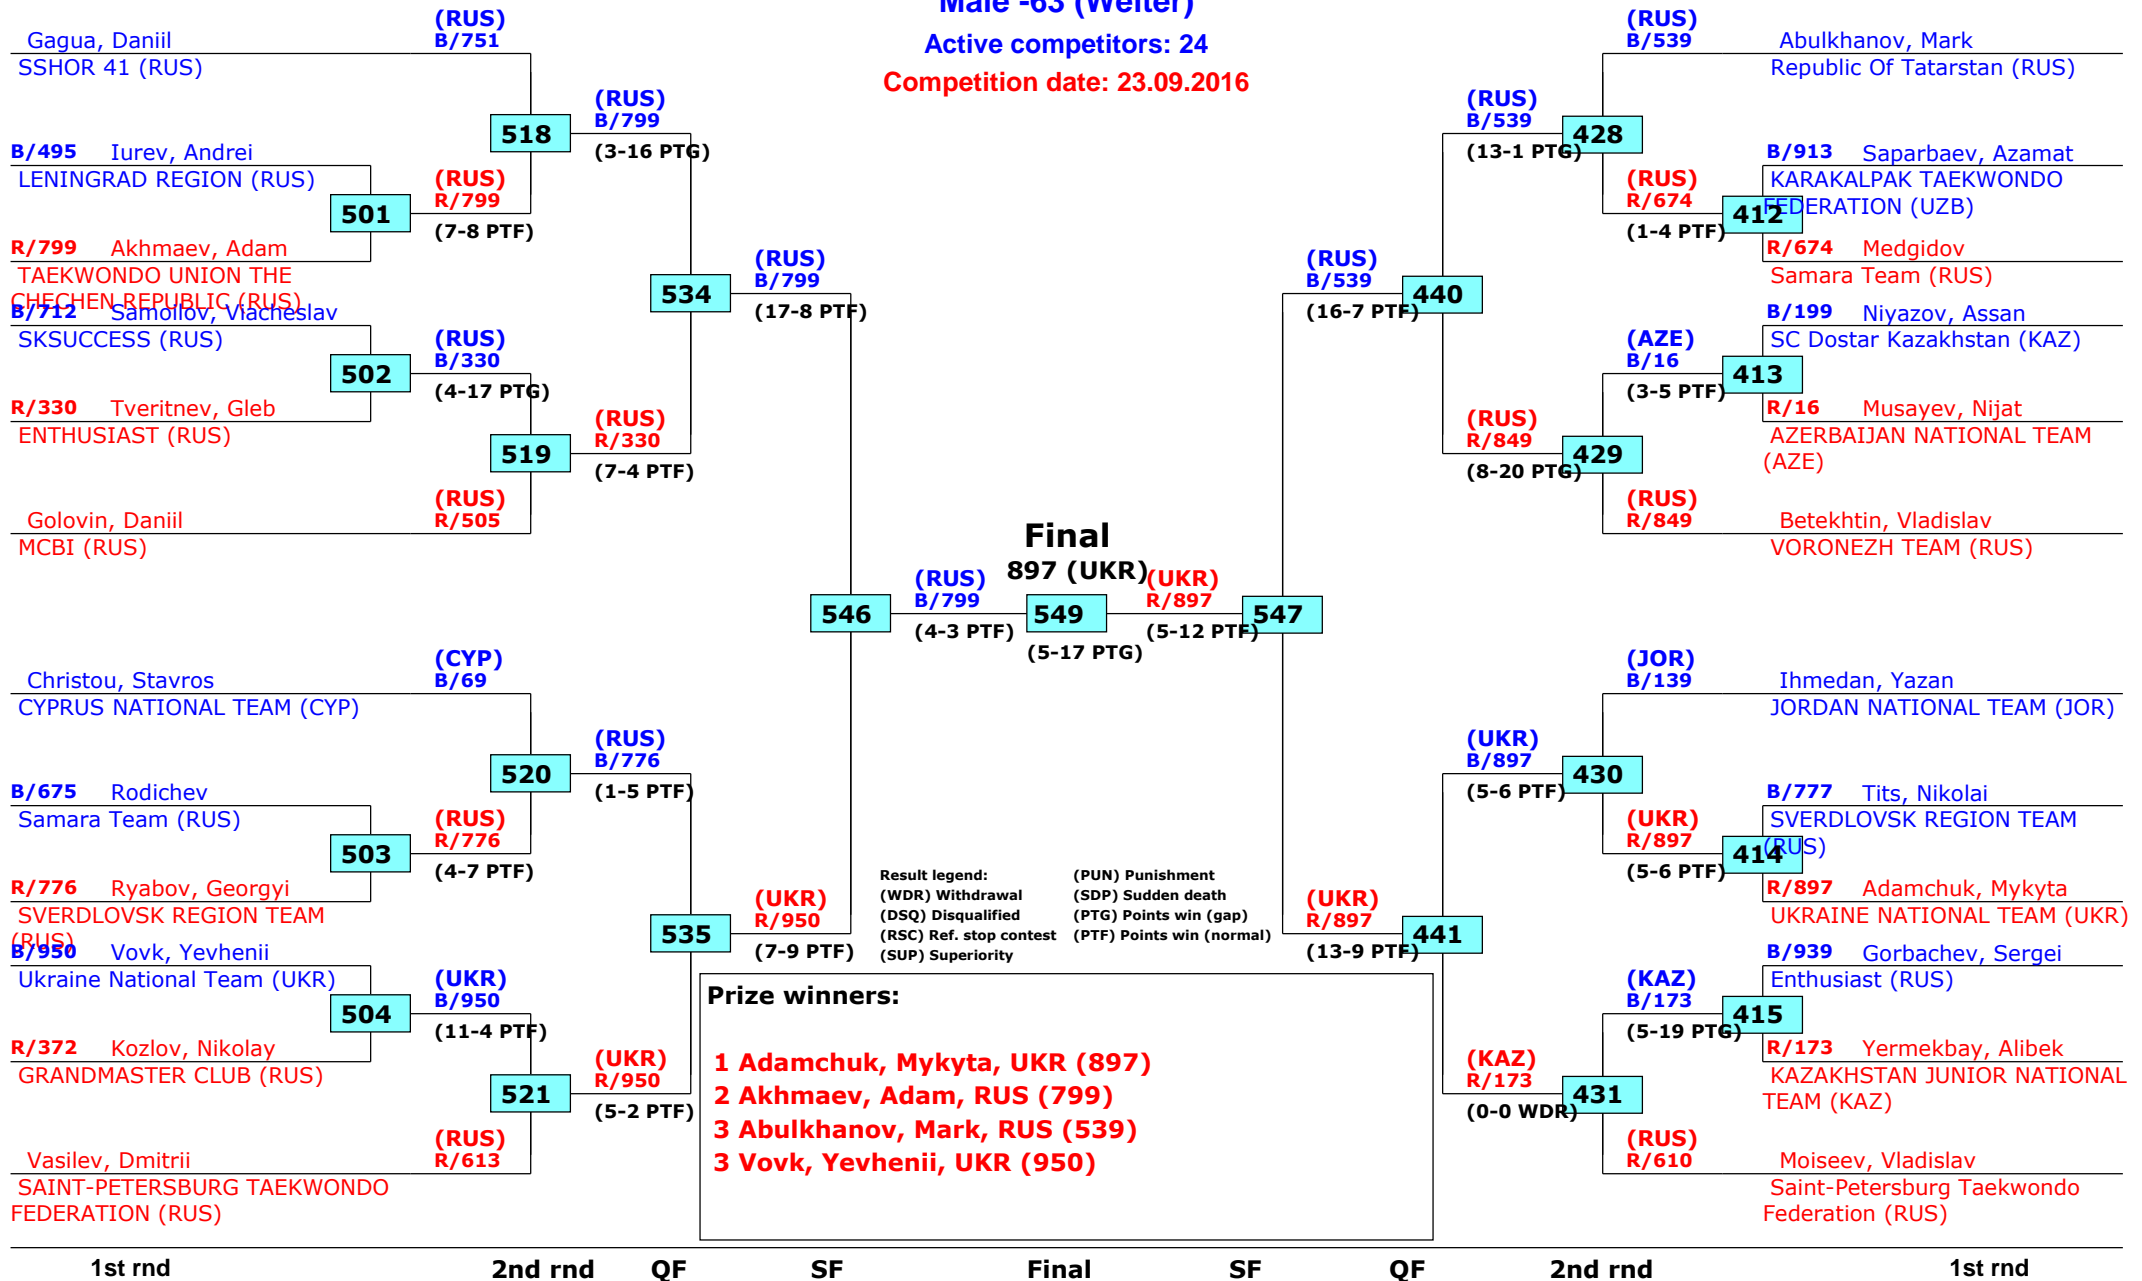 Male -63 (Welter)
Active competitors: 24
Competition date: 23.09.2016
Gagua, Daniil
SSHOR 41 (RUS)
(RUS)
B/751
B/495 Iurev, Andrei
LENINGRAD REGION (RUS)
501
R/799 Akhmaev, Adam
TAEKWONDO UNION THE
CHECHEN REPUBLIC (RUS)
(RUS)
R/799
(7-8 PTF)
518
(RUS)
B/799
(3-16 PTG)
B/712 Samoilov, Viacheslav
SKSUCCESS (RUS)
502
R/330 Tveritnev, Gleb
ENTHUSIAST (RUS)
(RUS)
B/330
(4-17 PTG)
519
(RUS)
R/330
(7-4 PTF)
Golovin, Daniil
MCBI (RUS)
(RUS)
R/505
534
(RUS)
B/799
(17-8 PTF)
Christou, Stavros
CYPRUS NATIONAL TEAM (CYP)
(CYP)
B/69
B/675 Rodichev
Samara Team (RUS)
503
R/776 Ryabov, Georgyi
SVERDLOVSK REGION TEAM
(RUS)
(RUS)
R/776
(4-7 PTF)
520
(RUS)
B/776
(1-5 PTF)
B/950 Vovk, Yevhenii
Ukraine National Team (UKR)
504
R/372 Kozlov, Nikolay
GRANDMASTER CLUB (RUS)
(UKR)
B/950
(11-4 PTF)
521
(UKR)
R/950
(5-2 PTF)
Vasilev, Dmitrii
SAINT-PETERSBURG TAEKWONDO
FEDERATION (RUS)
(RUS)
R/613
535
(UKR)
R/950
(7-9 PTF)
546
(RUS)
B/799
(4-3 PTF)
Final
897 (UKR)
549
(5-17 PTG)
(UKR)
R/897
(5-12 PTF)
547
(RUS)
B/539
(16-7 PTF)
440
(RUS)
B/539
(13-1 PTG)
428
(RUS)
B/539
Abulkhanov, Mark
Republic Of Tatarstan (RUS)
(RUS)
R/674
(1-4 PTF)
412
B/913 Saparbaev, Azamat
KARAKALPAK TAEKWONDO
FEDERATION (UZB)
R/674 Medgidov
Samara Team (RUS)
(RUS)
R/849
(8-20 PTG)
429
(AZE)
B/16
(3-5 PTF)
413
B/199 Niyazov, Assan
SC Dostar Kazakhstan (KAZ)
R/16 Musayev, Nijat
AZERBAIJAN NATIONAL TEAM
(AZE)
(RUS)
R/849
Betekhtin, Vladislav
VORONEZH TEAM (RUS)
(UKR)
R/897
(13-9 PTF)
441
(UKR)
B/897
(5-6 PTF)
430
(JOR)
B/139
Ihmedan, Yazan
JORDAN NATIONAL TEAM (JOR)
(UKR)
R/897
(5-6 PTF)
414
B/777 Tits, Nikolai
SVERDLOVSK REGION TEAM
(RUS)
R/897 Adamchuk, Mykyta
UKRAINE NATIONAL TEAM (UKR)
(KAZ)
R/173
(0-0 WDR)
431
(KAZ)
B/173
(5-19 PTG)
415
B/939 Gorbachev, Sergei
Enthusiast (RUS)
R/173 Yermekbay, Alibek
KAZAKHSTAN JUNIOR NATIONAL
TEAM (KAZ)
(RUS)
R/610
Moiseev, Vladislav
Saint-Petersburg Taekwondo
Federation (RUS)
Result legend: (PUN) Punishment
(WDR) Withdrawal (SDP) Sudden death
(DSQ) Disqualified (PTG) Points win (gap)
(RSC) Ref. stop contest (PTF) Points win (normal)
(SUP) Superiority
Prize winners:
1 Adamchuk, Mykyta, UKR (897)
2 Akhmaev, Adam, RUS (799)
3 Abulkhanov, Mark, RUS (539)
3 Vovk, Yevhenii, UKR (950)
1st rnd 2nd rnd QF SF Final SF QF 2nd rnd 1st rnd